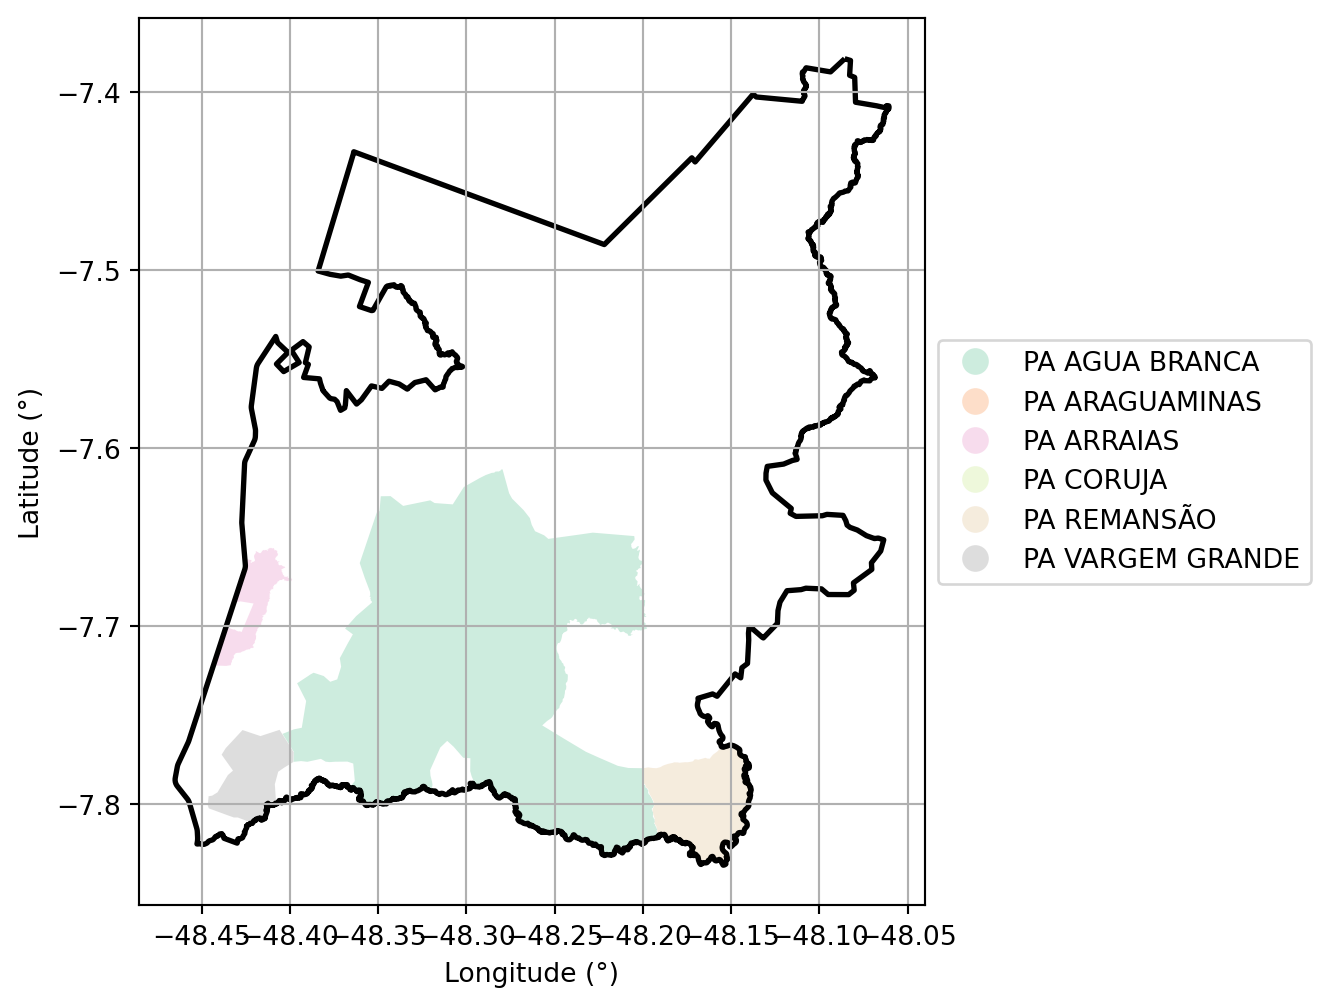 −7.4
−7.5
−7.6
−7.7
−7.8
Latitude (°)
−48.45
−48.40
−48.35
−48.30
−48.25
−48.20
−48.15
−48.10
−48.05
Longitude (°)
PA AGUA BRANCA
PA ARAGUAMINAS
PA ARRAIAS
PA CORUJA
PA REMANSÃO
PA VARGEM GRANDE